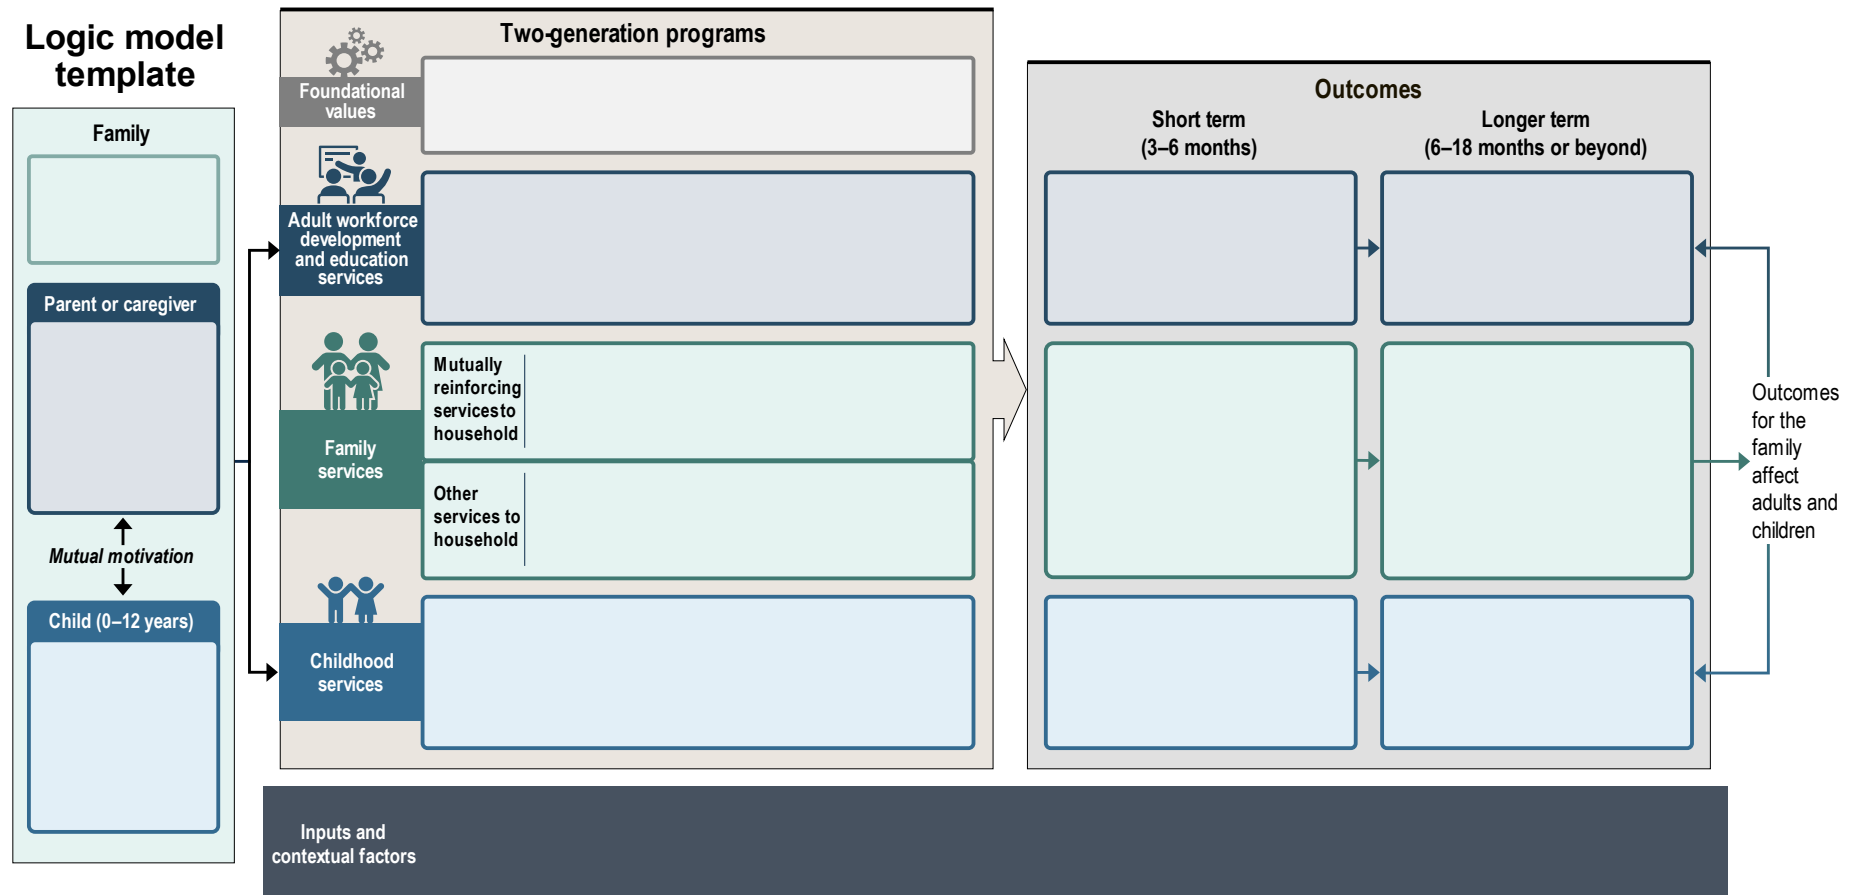 Logic model
template
Family
Parent or caregiver
Mutual motivation
Child (0–12 years)
Two-generation programs
Foundational
values
Adult workforce
development
and education
services
Family
services
Mutually
reinforcing
services to
household
Other
services to
household
Childhood
services
Outcomes
Short term
(3–6 months)
Longer term
(6–18 months or beyond)
Outcomes
for the
family
affect
adults and
children
Inputs and
contextual factors